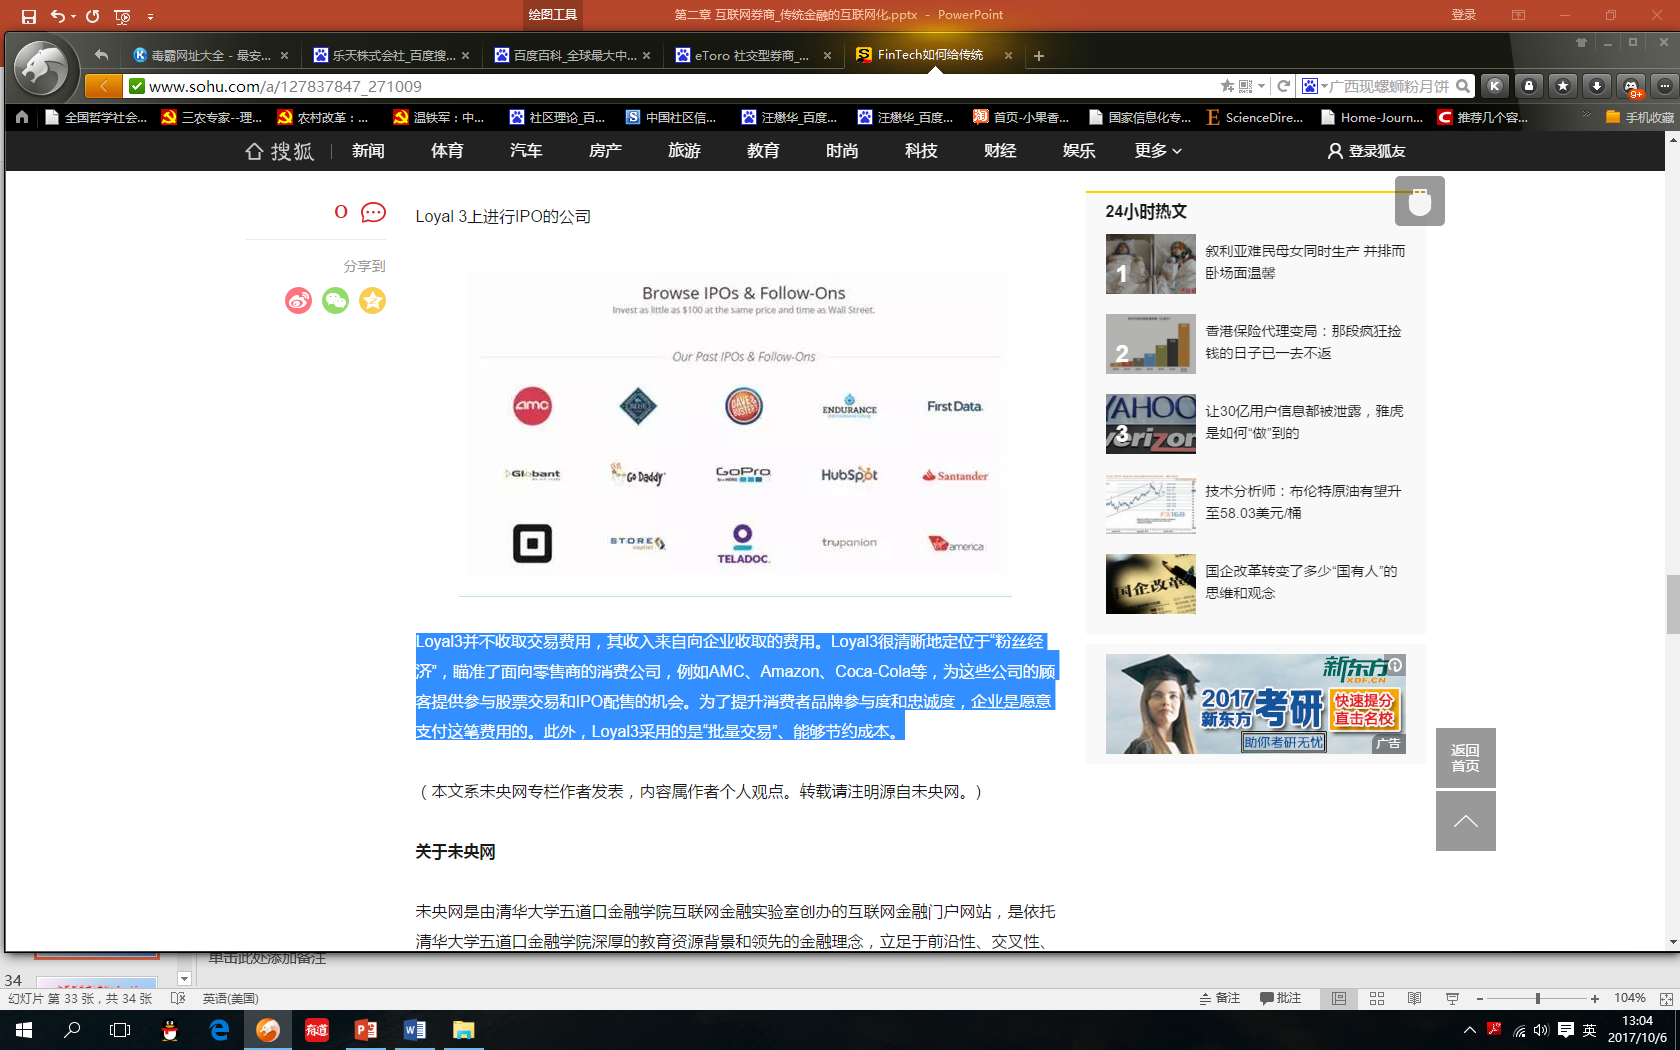 绘图工具
第二章 互联网券商_传统金融的互联网化.pptx - PowerPoint
登录
毒霸网址大全 - 最安...
乐天株式会社_百度搜...
百度百科_全球最大中...
eToro 社交型券商_...
FinTech如何给传统
www.sohu.com/a/127837847_271009
广西现螺蛳粉月饼
9+
全国哲学社会...
三农专家--理...
农村改革：...
温铁军：中...
社区理论_百...
中国社区信...
汪懋华_百度...
汪懋华_百度...
首页-小果香...
国家信息化专...
ScienceDire...
Home-Journ...
推荐几个容...
手机收藏
搜狐
新闻
体育
汽车
房产
旅游
教育
时尚
科技
财经
娱乐
更多
登录狐友
0
分享到
Loyal 3上进行IPO的公司
Browse IPOs & Follow-Ons
Invest as little as $100 at the same price and time as Wall Street.
Our Past IPOs & Follow-Ons
amc
DAVE & BUSTER'S
ENDURANCE
First Data.
Globant
Go Daddy
GoPro
HubSpot
Santander
STORE
capital
TELADOC.
trupanion
america
Loyal3并不收取交易费用，其收入来自向企业收取的费用。Loyal3很清晰地定位于“粉丝经
济”，瞄准了面向零售商的消费公司，例如AMC、Amazon、Coca-Cola等，为这些公司的顾
客提供参与股票交易和IPO配售的机会。为了提升消费者品牌参与度和忠诚度，企业是愿意
支付这笔费用的。此外，Loyal3采用的是“批量交易”、能够节约成本。
（本文系未央网专栏作者发表，内容属作者个人观点。转载请注明源自未央网。）
关于未央网
未央网是由清华大学五道口金融学院互联网金融实验室创办的互联网金融门户网站，是依托
清华大学五道口金融学院深厚的教育资源背景和领先的金融理念，立足于前沿性、交叉性、
24小时热文
1
叙利亚难民母女同时生产 并排而
卧场面温馨
2
香港保险代理变局：那段疯狂捡
钱的日子已一去不返
YAHOO
verizon
3
让30亿用户信息都被泄露，雅虎
是如何“做”到的
FX168
技术分析师：布伦特原油有望升
至58.03美元/桶
国企改革
国企改革转变了多少“国有人”的
思维和观念
新东方
XDF.CN
2017考研
新东方
快速提分
直击名校
助你考研无忧
广告
返回
首页
单击此处添加备注
34
幻灯片 第 33 张，共 34 张
英语(美国)
备注
批注
104%
有道
英
13:04
2017/10/6